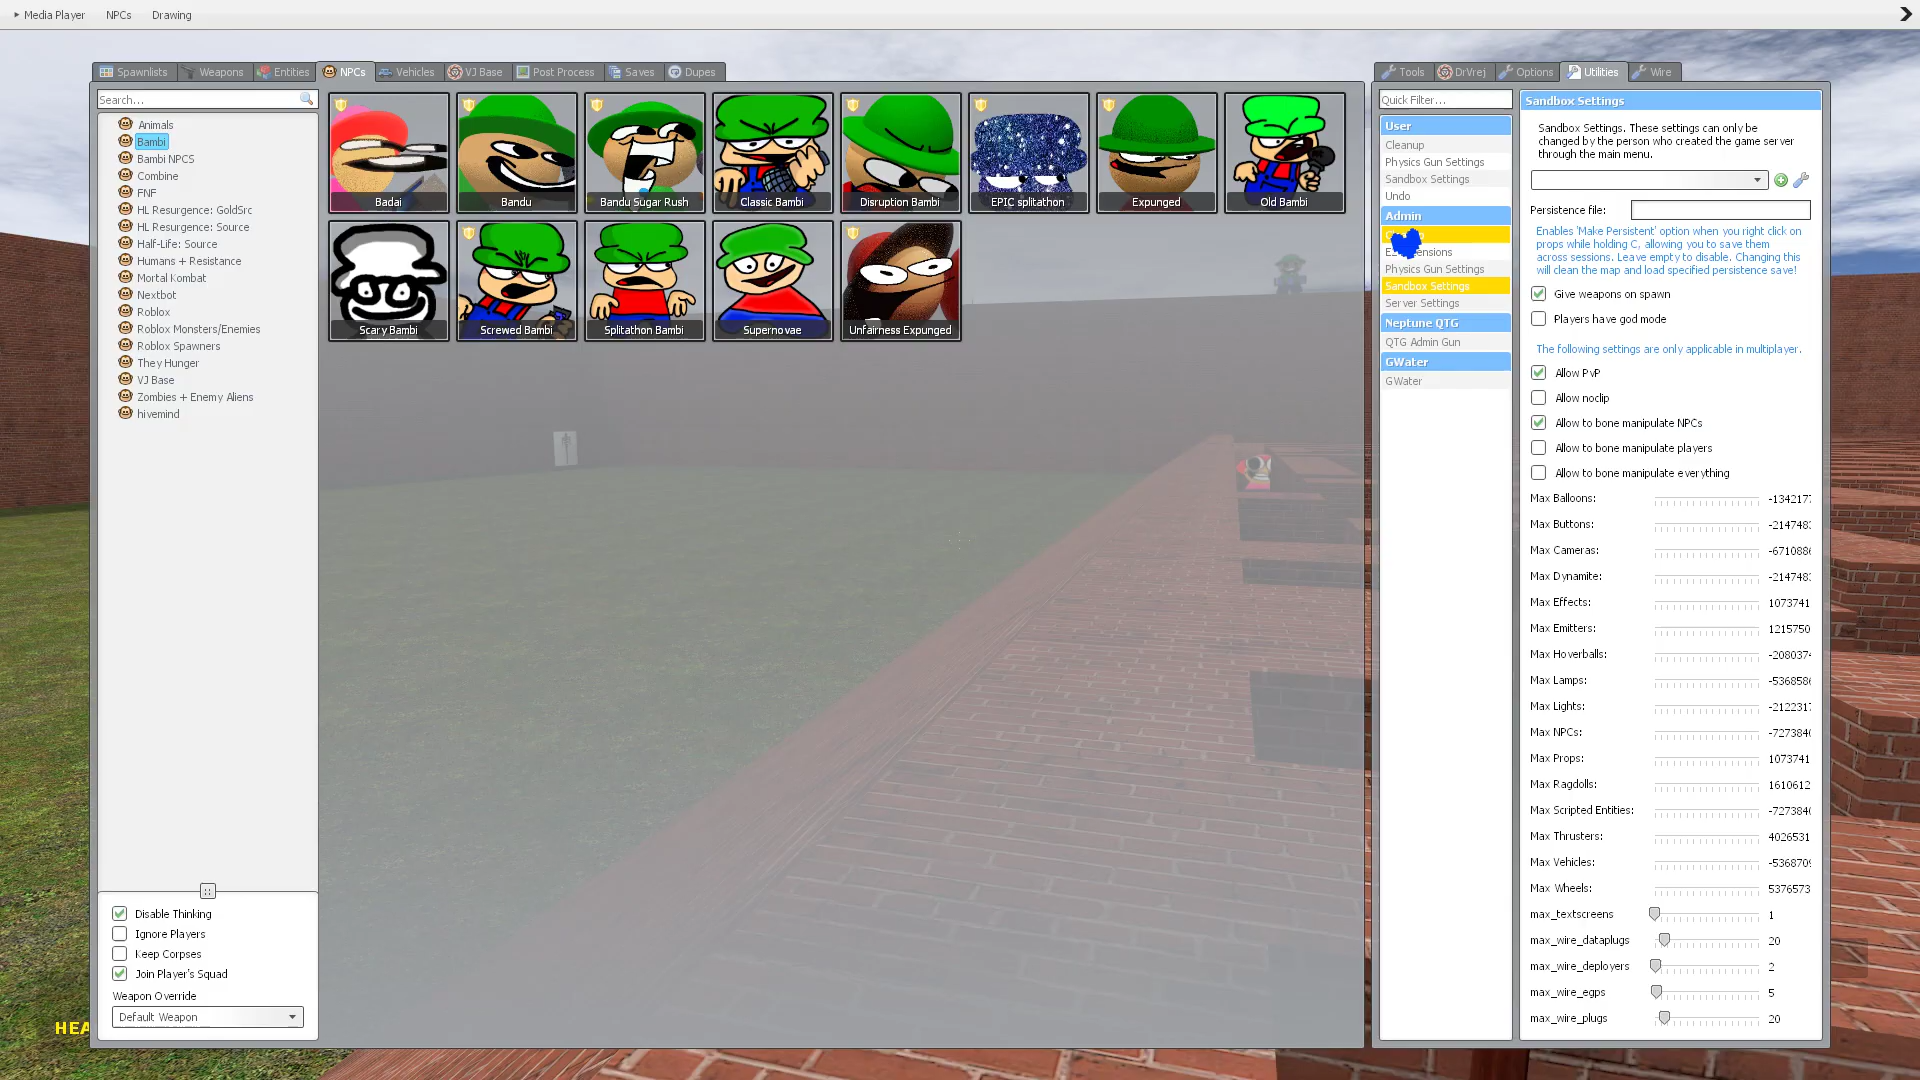 Media Player NPCs Drawing
Spawnlists Weapons Entities NPCs Vehicles VJ Base Post Process Saves Dupes
Search...
Animals
Bambi
Bambi NPCS
Combine
FNF
HL Resurgence: GoldSrc
HL Resurgence: Source
Half-Life: Source
Humans + Resistance
Mortal Kombat
Nextbot
Roblox
Roblox Monsters/Enemies
Roblox Spawners
They Hunger
VJ Base
Zombies + Enemy Aliens
hivemind
Disable Thinking
Ignore Players
Keep Corpses
Join Player's Squad
Weapon Override
Default Weapon
HEA
Badai Bandu Bandu Sugar Rush Classic Bambi Disruption Bambi EPIC splitathon Expunged Old Bambi
Scary Bambi Screwed Bambi Splitathon Bambi Supernovae Unfairness Expunged
Tools DrVrej Options Utilities Wire
Quick Filter...
User
Cleanup
Physics Gun Settings
Sandbox Settings
Undo
Admin
Physics Gun Settings
Sandbox Settings
Server Settings
Neptune QTG
QTG Admin Gun
GWater
GWater
Sandbox Settings
Sandbox Settings. These settings can only be
changed by the person who created the game server
through the main menu.
Persistence file:
Enables 'Make Persistent' option when you right click on
props while holding C, allowing you to save them
across sessions. Leave empty to disable. Changing this
will clean the map and load specified persistence save!
Give weapons on spawn
Players have god mode
The following settings are only applicable in multiplayer.
Allow PvP
Allow noclip
Allow to bone manipulate NPCs
Allow to bone manipulate players
Allow to bone manipulate everything
Max Balloons: -1342177
Max Buttons: -2147483
Max Cameras: -6710886
Max Dynamite: -2147483
Max Effects: 1073741
Max Emitters: 1215750
Max Hoverballs: -2080374
Max Lamps: -5368586
Max Lights: -2122317
Max NPCs: -7273840
Max Props: 1073741
Max Ragdolls: 1610612
Max Scripted Entities: -7273840
Max Thrusters: 4026531
Max Vehicles: -5368709
Max Wheels: 5376573
max_textscreens 1
max_wire_dataplugs 20
max_wire_deployers 2
max_wire_egps 5
max_wire_plugs 20